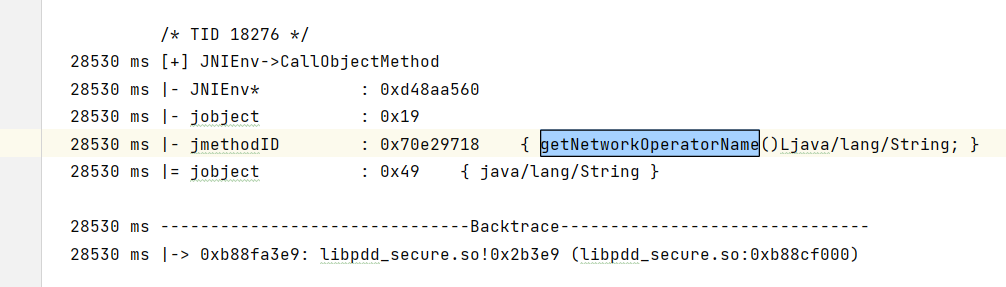 /* TID 18276 */
28530 ms [+] JNIEnv->CallObjectMethod
28530 ms |- JNIEnv*          : 0xd48aa560
28530 ms |- jobject          : 0x19
28530 ms |- jmethodID        : 0x70e29718    { getNetworkOperatorName()Ljava/lang/String; }
28530 ms |= jobject          : 0x49    { java/lang/String }
28530 ms -------------------------------Backtrace-------------------------------
28530 ms |-> 0xb88fa3e9: libpdd_secure.so!0x2b3e9 (libpdd_secure.so:0xb88cf000)